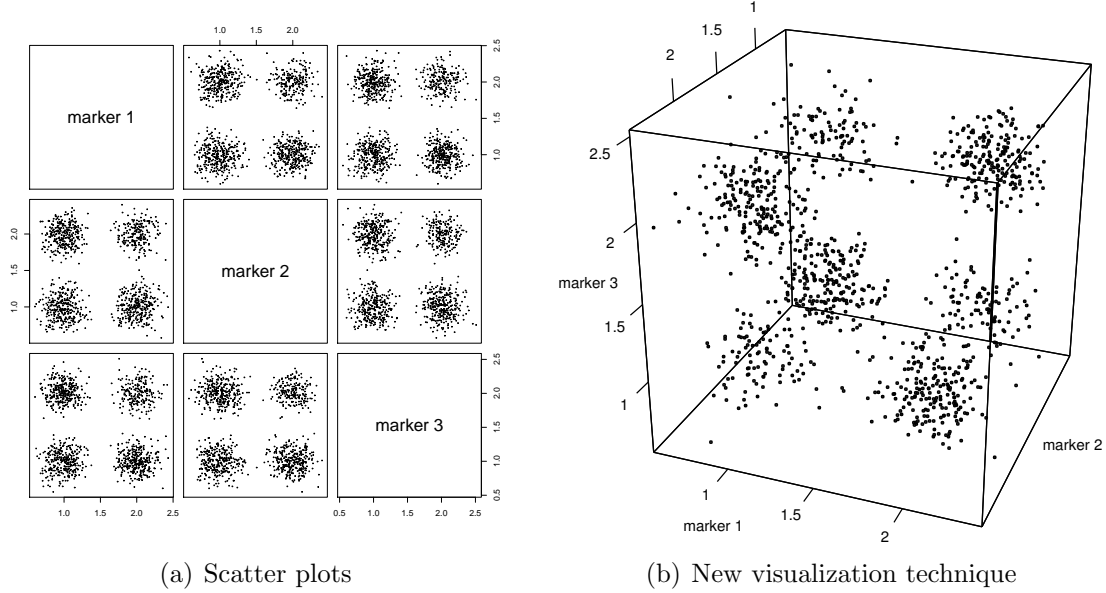 1.0 1.5 2.0
marker 1
1.0 1.5 2.0 2.5
1.0 1.5 2.0
marker 2
marker 3
0.5 1.0 1.5 2.0 2.5
1.0 1.5 2.0 2.5
0.5 1.0 1.5 2.0 2.5
(a) Scatter plots
1
1.5
2
2.5
2
marker 3
1.5
1
marker 2
1
marker 1
1.5
2
(b) New visualization technique